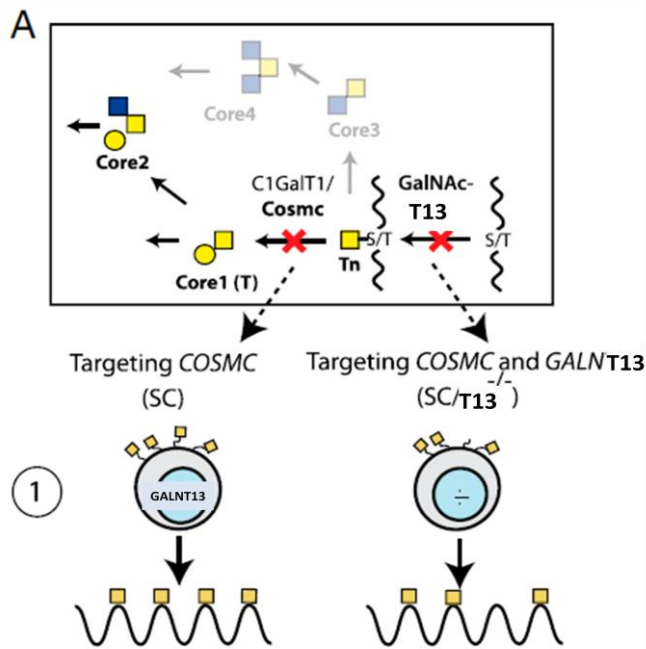 A
Core4
Core3
Core2
C1GalT1/
Cosmc
GalNAc-
T13
S/T
S/T
Tn
Core1 (T)
Targeting COSMC
(SC)
Targeting COSMC and GALNT13
(SC/T13-/-)
1
GALNT13
÷